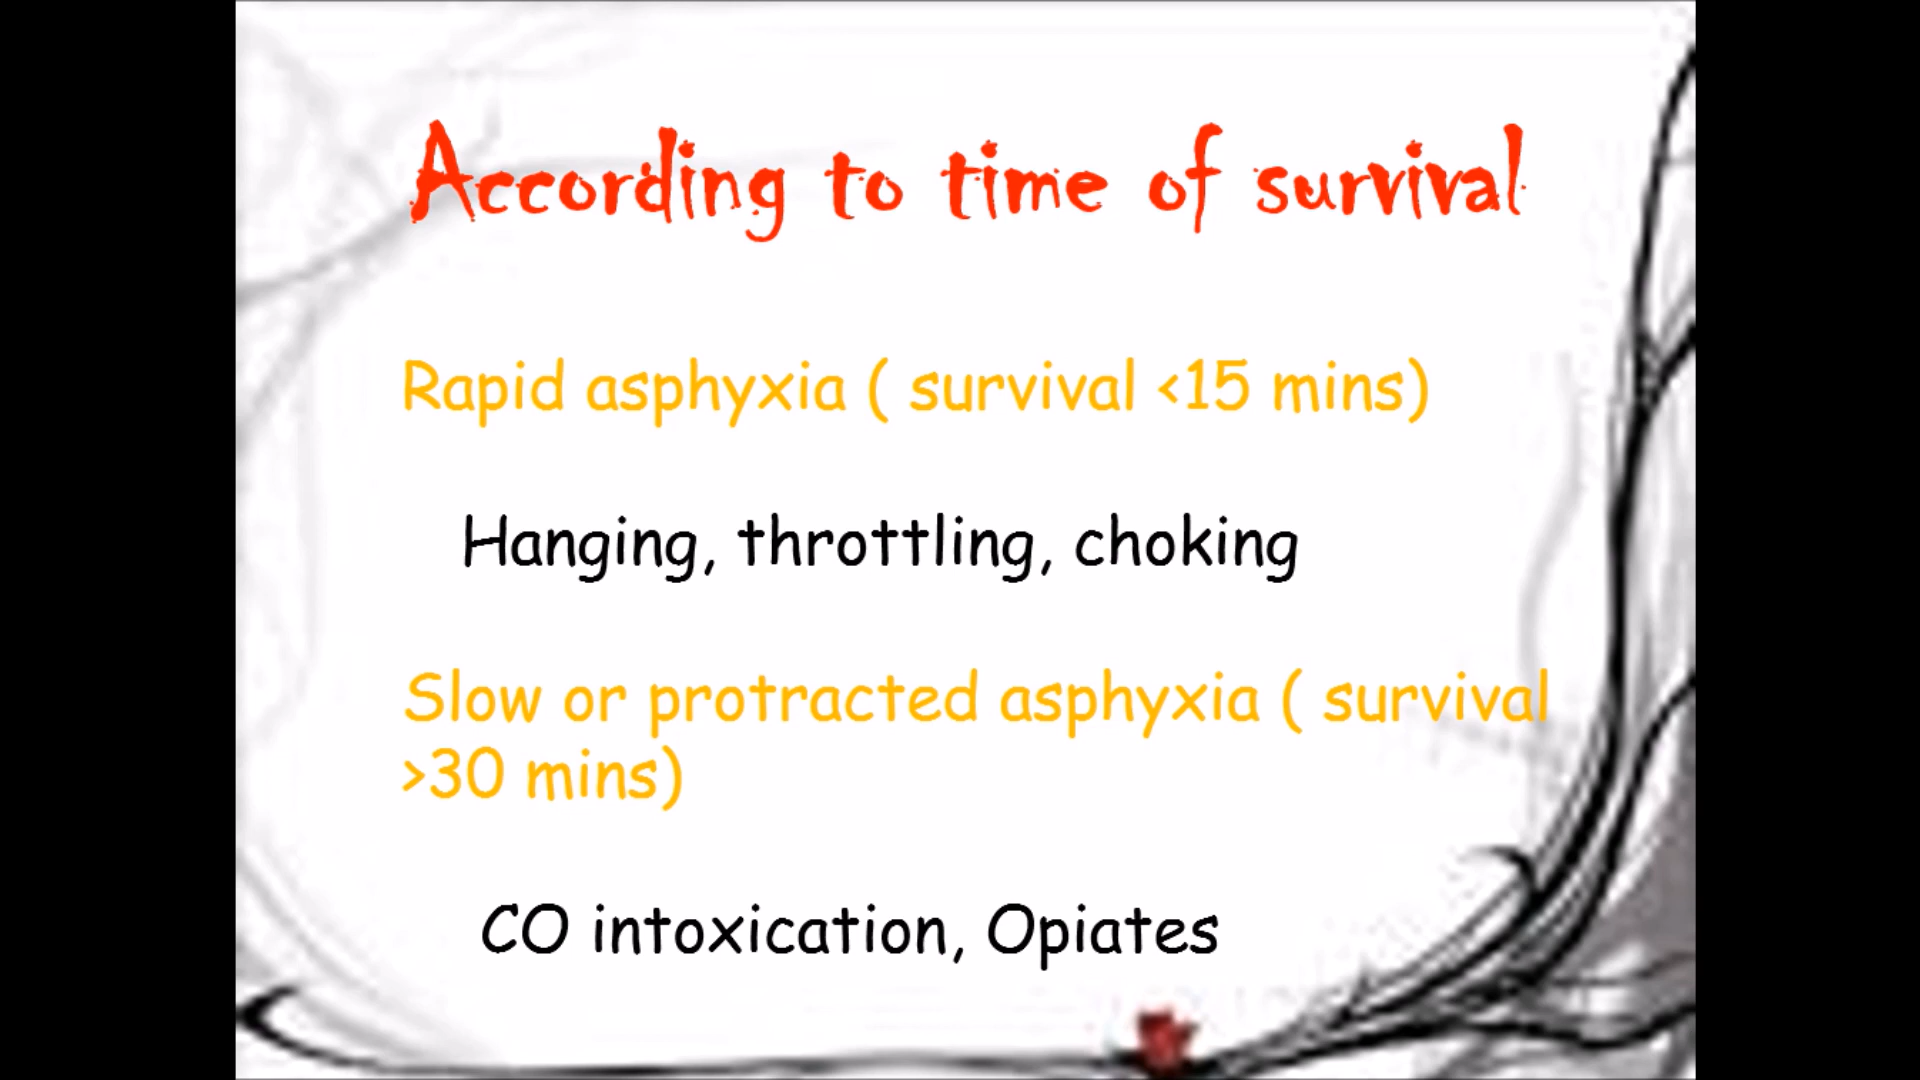 According to time of survival
Rapid asphyxia ( survival <15 mins)
Hanging, throttling, choking
Slow or protracted asphyxia ( survival
>30 mins)
CO intoxication, Opiates